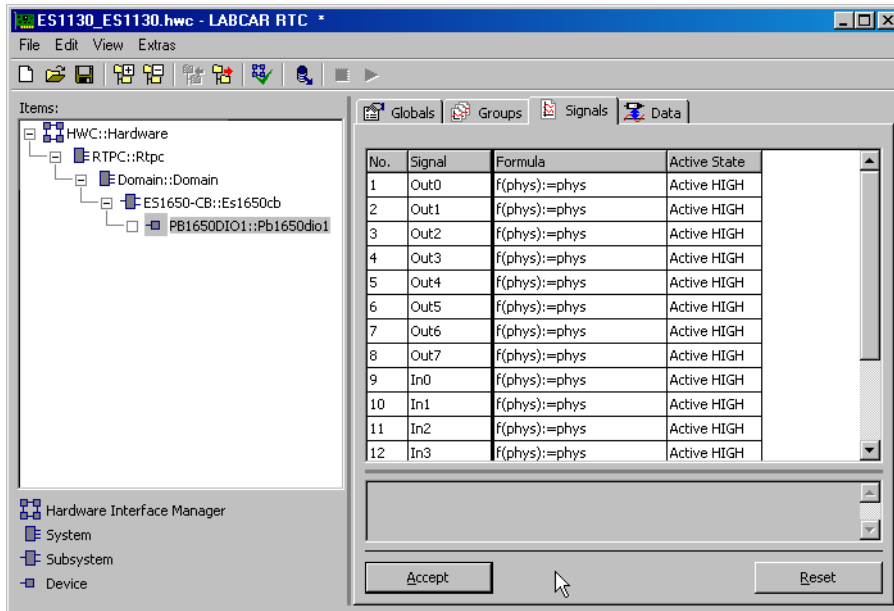 ES1130_ES1130.hwc - LABCAR RTC *
File Edit View Extras
Items:
HWC::Hardware
RTPC::Rtpc
Domain::Domain
ES1650-CB::Es1650cb
PB1650DIO1::Pb1650dio1
Hardware Interface Manager
System
Subsystem
Device
Globals Groups Signals Data
No. Signal Formula Active State
1 Out0 f(phys):=phys Active HIGH
2 Out1 f(phys):=phys Active HIGH
3 Out2 f(phys):=phys Active HIGH
4 Out3 f(phys):=phys Active HIGH
5 Out4 f(phys):=phys Active HIGH
6 Out5 f(phys):=phys Active HIGH
7 Out6 f(phys):=phys Active HIGH
8 Out7 f(phys):=phys Active HIGH
9 In0 f(phys):=phys Active HIGH
10 In1 f(phys):=phys Active HIGH
11 In2 f(phys):=phys Active HIGH
12 In3 f(phys):=phys Active HIGH
Accept Reset